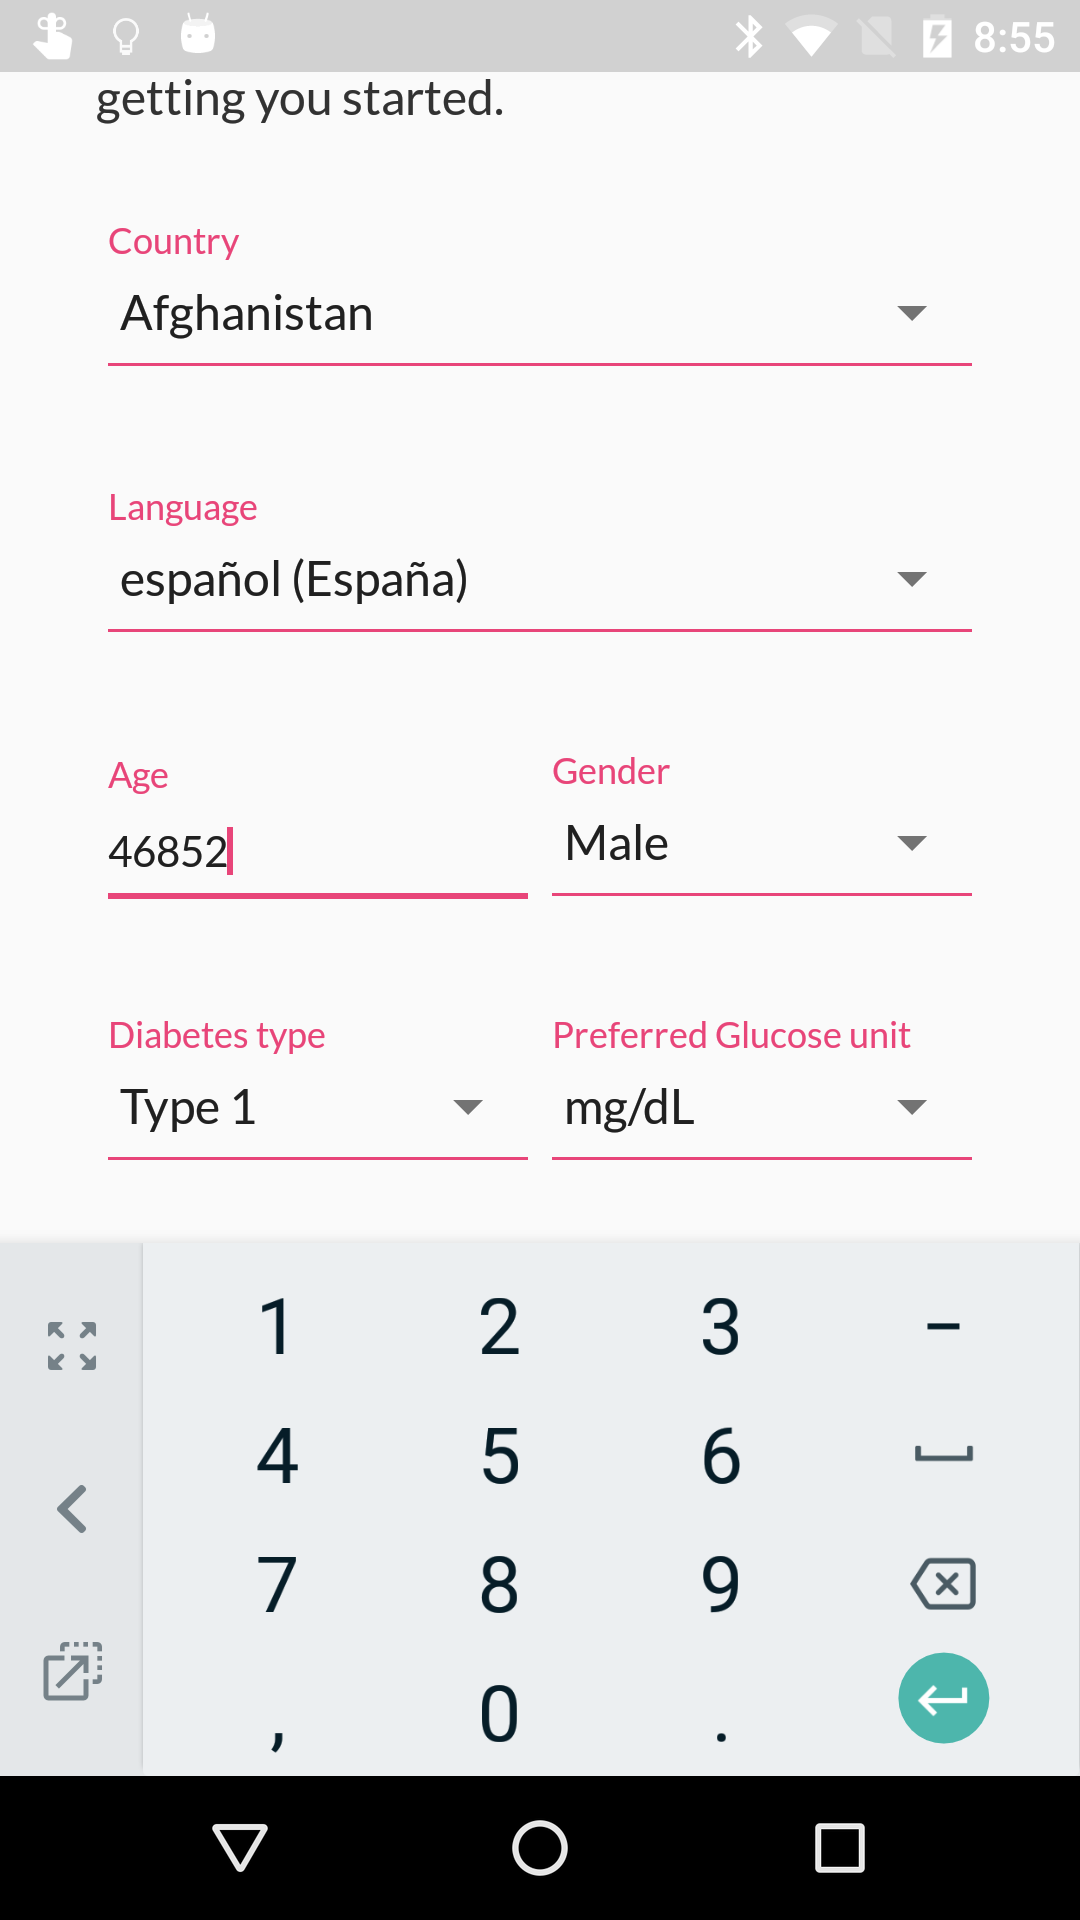 8:55
getting you started.
Country
Afghanistan
Language
español (España)
Age
Gender
46852
Male
Diabetes type
Preferred Glucose unit
Type 1
mg/dL
1 2 3 -
4 5 6
7 8 9
, 0 .